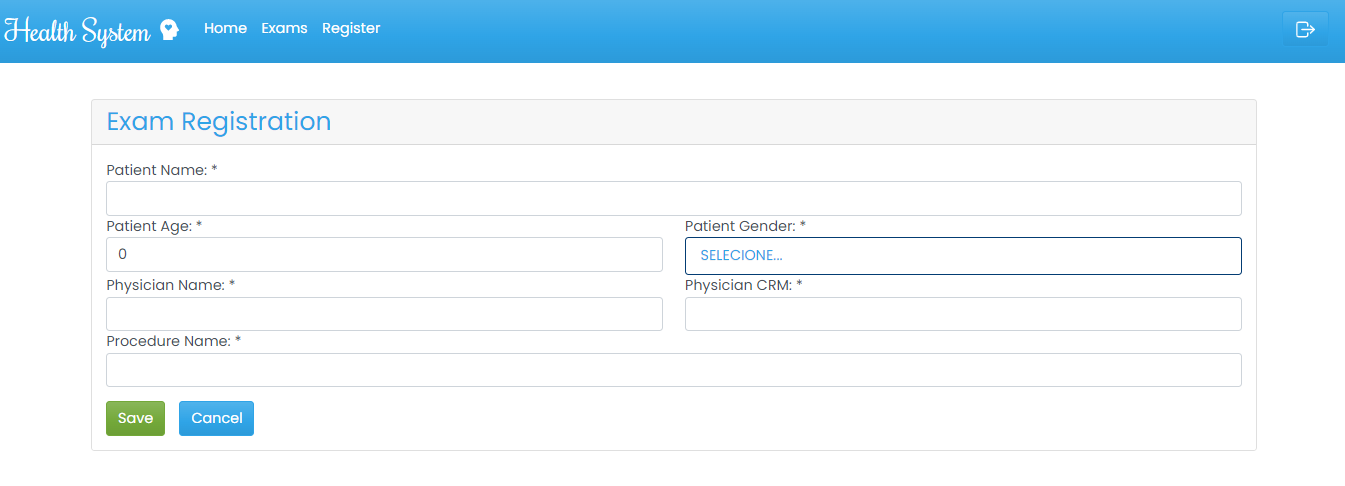 Health System Home Exams Register
Exam Registration
Patient Name: *
Patient Age: * Patient Gender: *
0 SELECIONE...
Physician Name: * Physician CRM: *
Procedure Name: *
Save Cancel